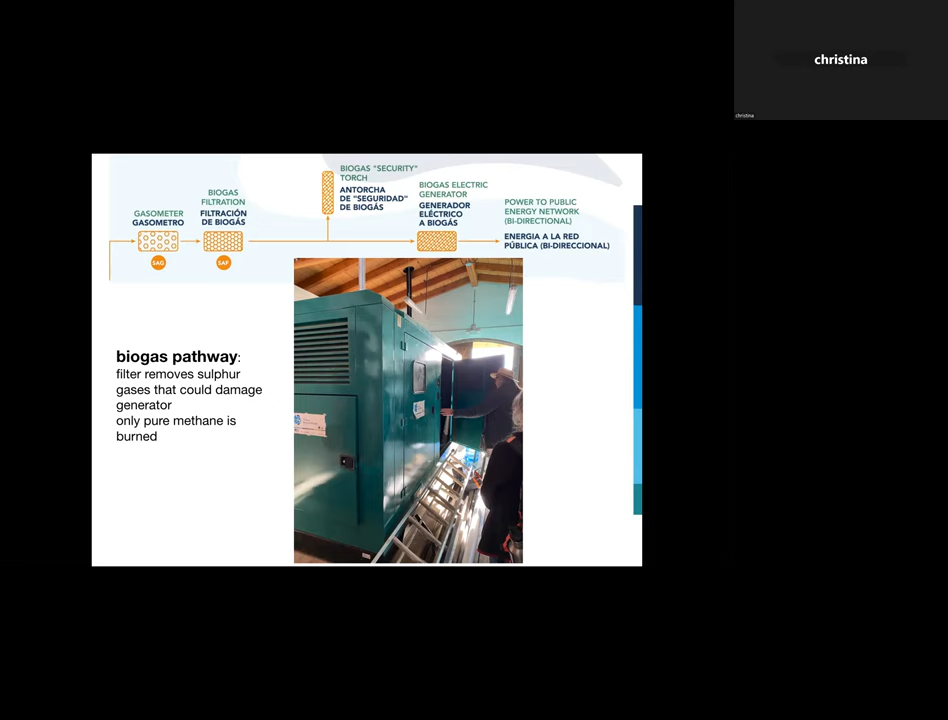 christina
christina
BIOGAS "SECURITY"
TORCH
ANTORCHA
DE "SEGURIDAD"
DE BIOGÁS
BIOGAS ELECTRIC
GENERATOR
GENERADOR
ELÉCTRICO
A BIOGÁS
BIOGAS
FILTRATION
FILTRACIÓN
DE BIOGÁS
GASOMETER
GASOMETRO
POWER TO PUBLIC
ENERGY NETWORK
(BI-DIRECTIONAL)
ENERGIA A LA RED
PÚBLICA (BI-DIRECCIONAL)
SAG
SAF
biogas pathway:
filter removes sulphur
gases that could damage
generator
only pure methane is
burned